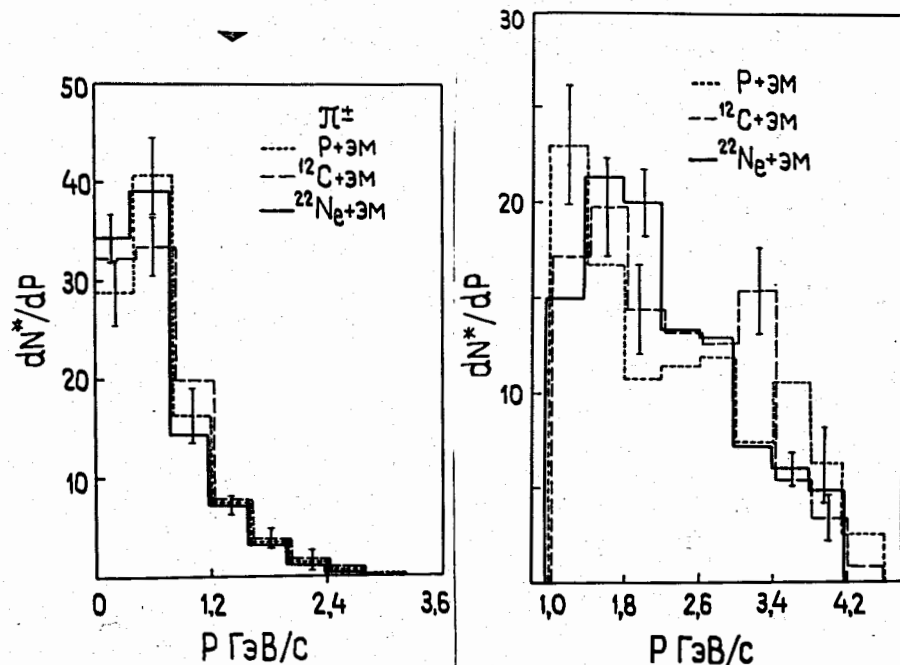 50
40
30
20
10
dN*/dP
π±
P+ЭМ
¹²C+ЭМ
²²Ne+ЭМ
0 1,2 2,4 3,6
P ГэВ/c
30
20
10
dN*/dP
P+ЭМ
¹²C+ЭМ
²²Ne+ЭМ
1,0 1,8 2,6 3,4 4,2
P ГэВ/c